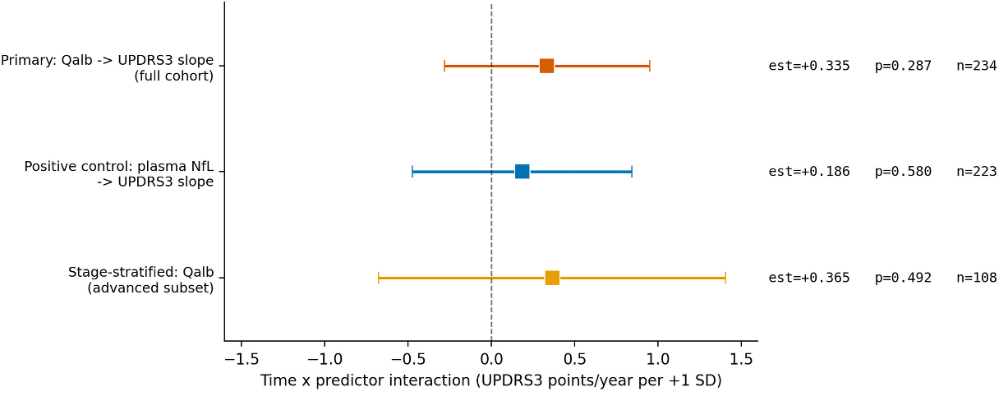 Primary: Qalb -> UPDRS3 slope
(full cohort)
est=+0.335 p=0.287 n=234
Positive control: plasma NfL
-> UPDRS3 slope
est=+0.186 p=0.580 n=223
Stage-stratified: Qalb
(advanced subset)
est=+0.365 p=0.492 n=108
−1.5 −1.0 −0.5 0.0 0.5 1.0 1.5
Time x predictor interaction (UPDRS3 points/year per +1 SD)